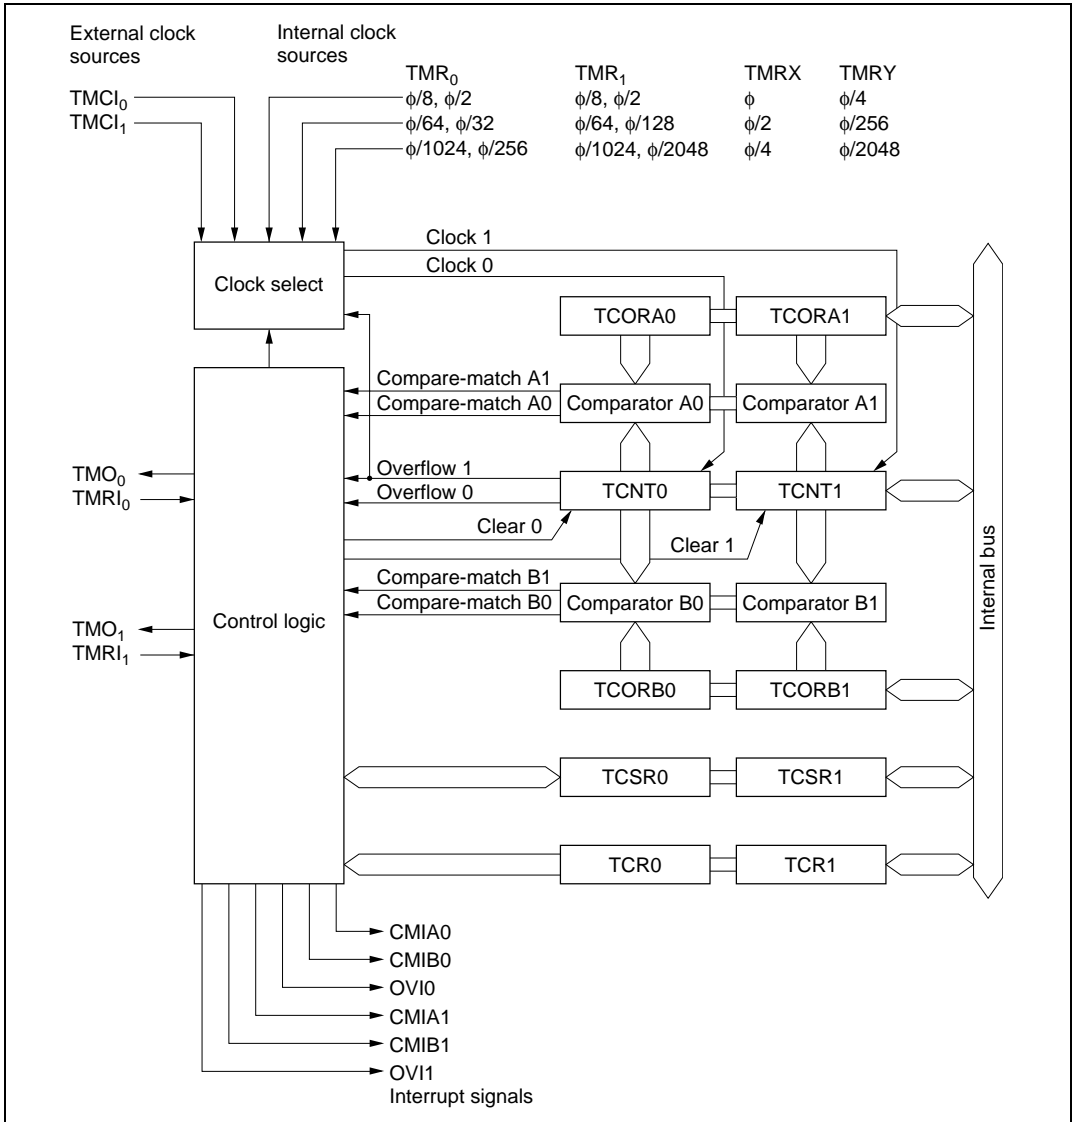 External clock
sources
Internal clock
sources
TMR0 TMR1 TMRX TMRY
TMCI0 ϕ/8, ϕ/2 ϕ/8, ϕ/2 ϕ ϕ/4
TMCI1 ϕ/64, ϕ/32 ϕ/64, ϕ/128 ϕ/2 ϕ/256
ϕ/1024, ϕ/256 ϕ/1024, ϕ/2048 ϕ/4 ϕ/2048
Clock 1
Clock 0
Clock select
TCORA0 TCORA1
Compare-match A1
Compare-match A0
Comparator A0 Comparator A1
TMO0
TMRI0
Overflow 1
Overflow 0
TCNT0 TCNT1
Clear 0
Clear 1
Compare-match B1
Compare-match B0
Comparator B0 Comparator B1
Control logic
Internal bus
TMO1
TMRI1
TCORB0 TCORB1
TCSR0 TCSR1
TCR0 TCR1
CMIA0
CMIB0
OVI0
CMIA1
CMIB1
OVI1
Interrupt signals